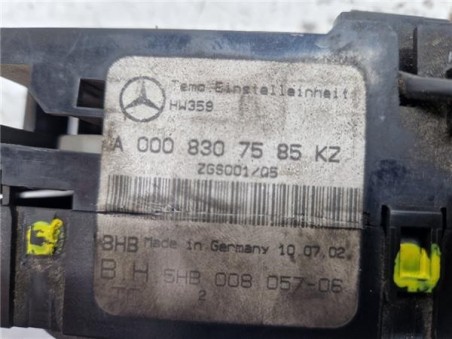 Temp Einstelleinheit
HW359
A 000 830 75 85 KZ
ZGS001/05
BHB Made in Germany 10 07.02
B H 5HB 008 057-06
2